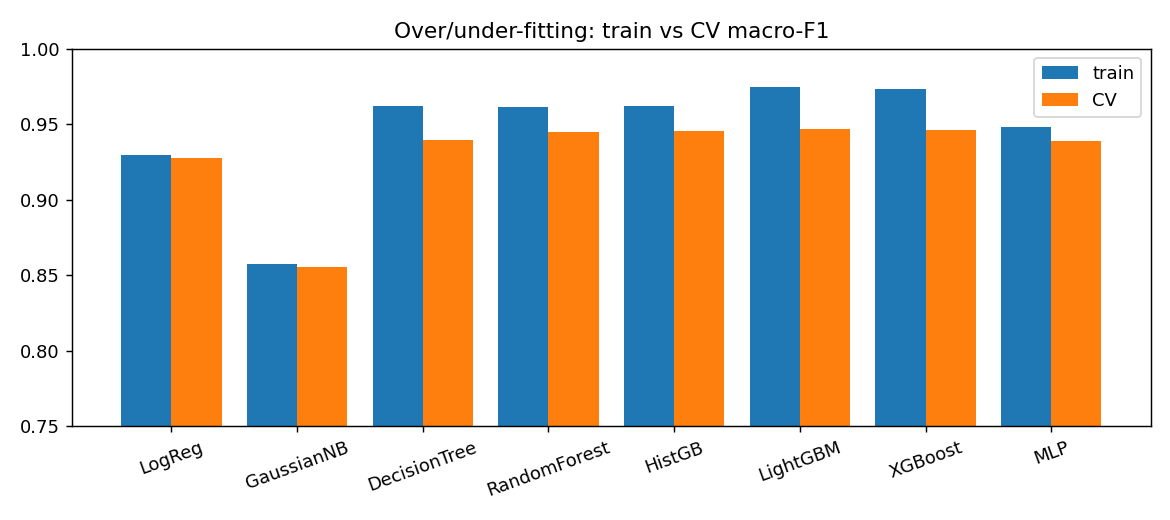 Over/under-fitting: train vs CV macro-F1
1.00
0.95
0.90
0.85
0.80
0.75
train
CV
LogReg
GaussianNB
DecisionTree
RandomForest
HistGB
LightGBM
XGBoost
MLP